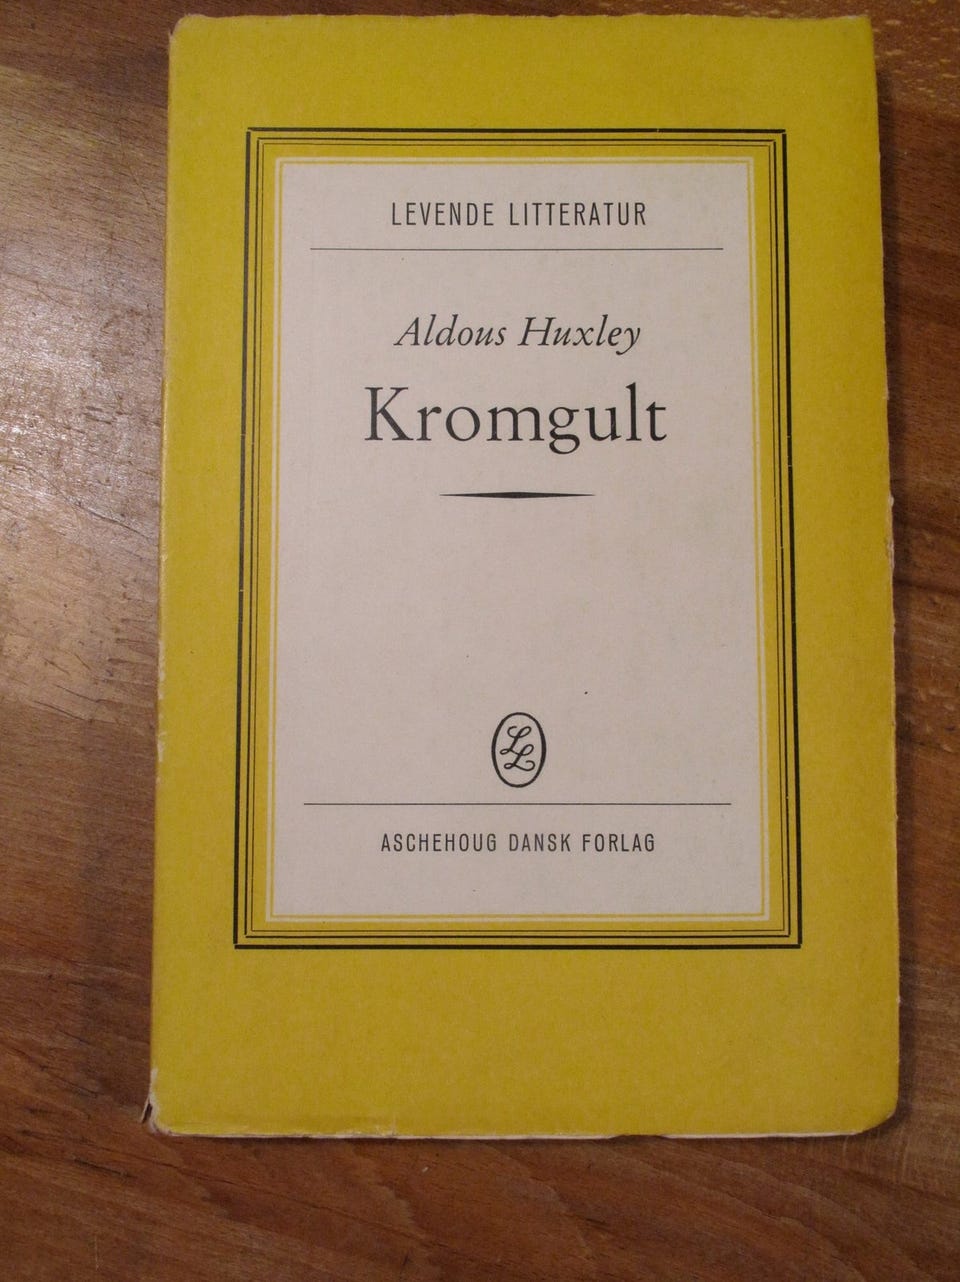 LEVENDE LITTERATUR
Aldous Huxley
Kromgult
LL
ASCHEHOUG DANSK FORLAG